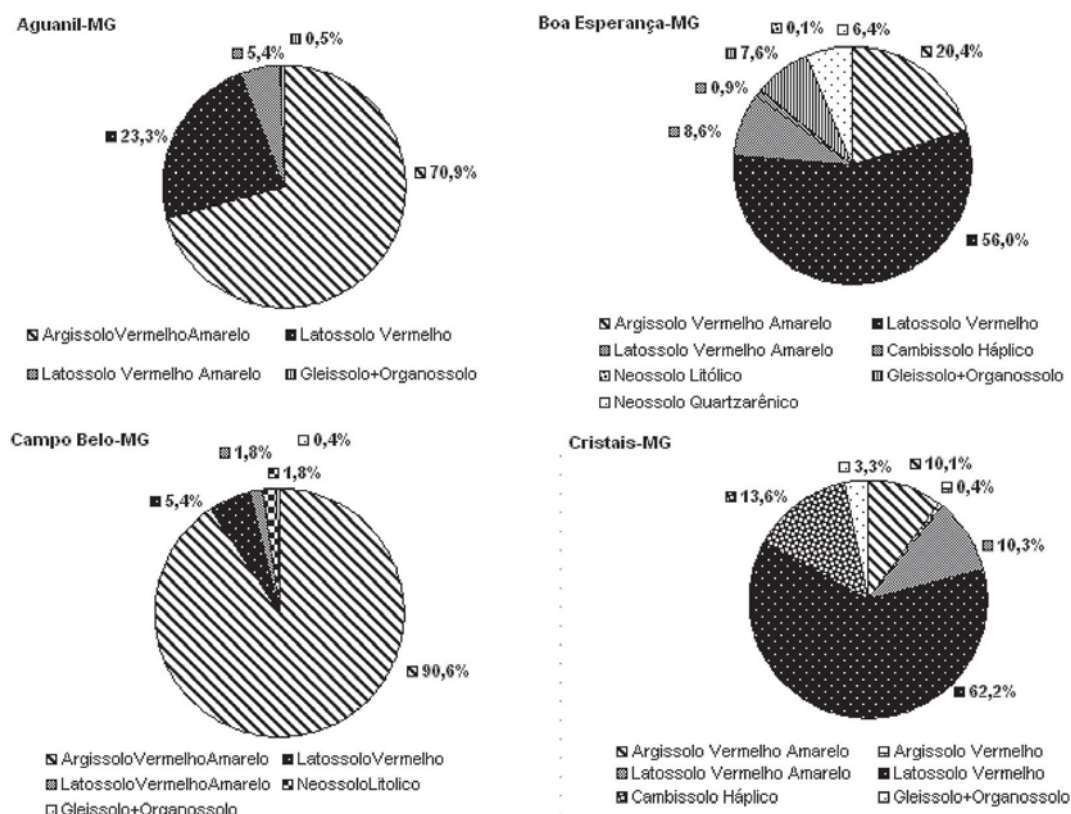 Aguanil-MG
0,5%
5,4%
23,3%
70,9%
ArgissoloVermelhoAmarelo Latossolo Vermelho
Latossolo Vermelho Amarelo Gleissolo+Organossolo
Boa Esperança-MG
0,1% 6,4%
7,6% 20,4%
0,9%
8,6%
56,0%
Argissolo Vermelho Amarelo Latossolo Vermelho
Latossolo Vermelho Amarelo Cambissolo Háplico
Neossolo Litólico Gleissolo+Organossolo
Neossolo Quartzarênico
Campo Belo-MG
0,4%
1,8%
1,8%
5,4%
90,6%
ArgissoloVermelhoAmarelo LatossoloVermelho
LatossoloVermelhoAmarelo NeossoloLitolico
Gleissolo+Organossolo
Cristais-MG
3,3% 10,1%
13,6% 0,4%
10,3%
62,2%
Argissolo Vermelho Amarelo Argissolo Vermelho
Latossolo Vermelho Amarelo Latossolo Vermelho
Cambissolo Háplico Gleissolo+Organossolo